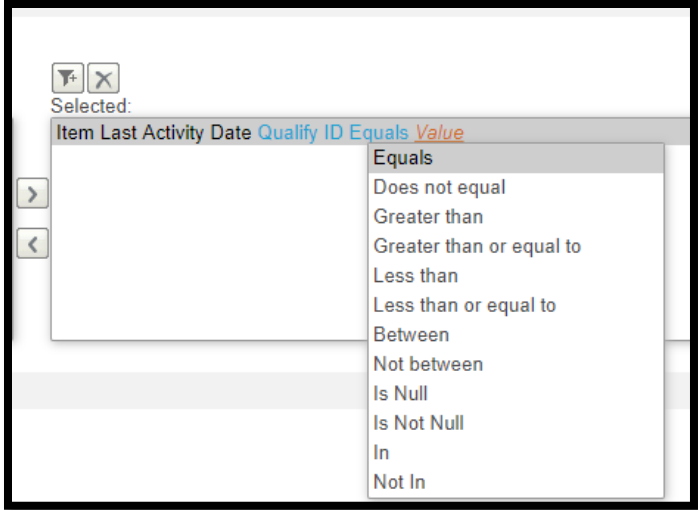 Selected:
Item Last Activity Date Qualify ID Equals Value
Equals
Does not equal
Greater than
Greater than or equal to
Less than
Less than or equal to
Between
Not between
Is Null
Is Not Null
In
Not In